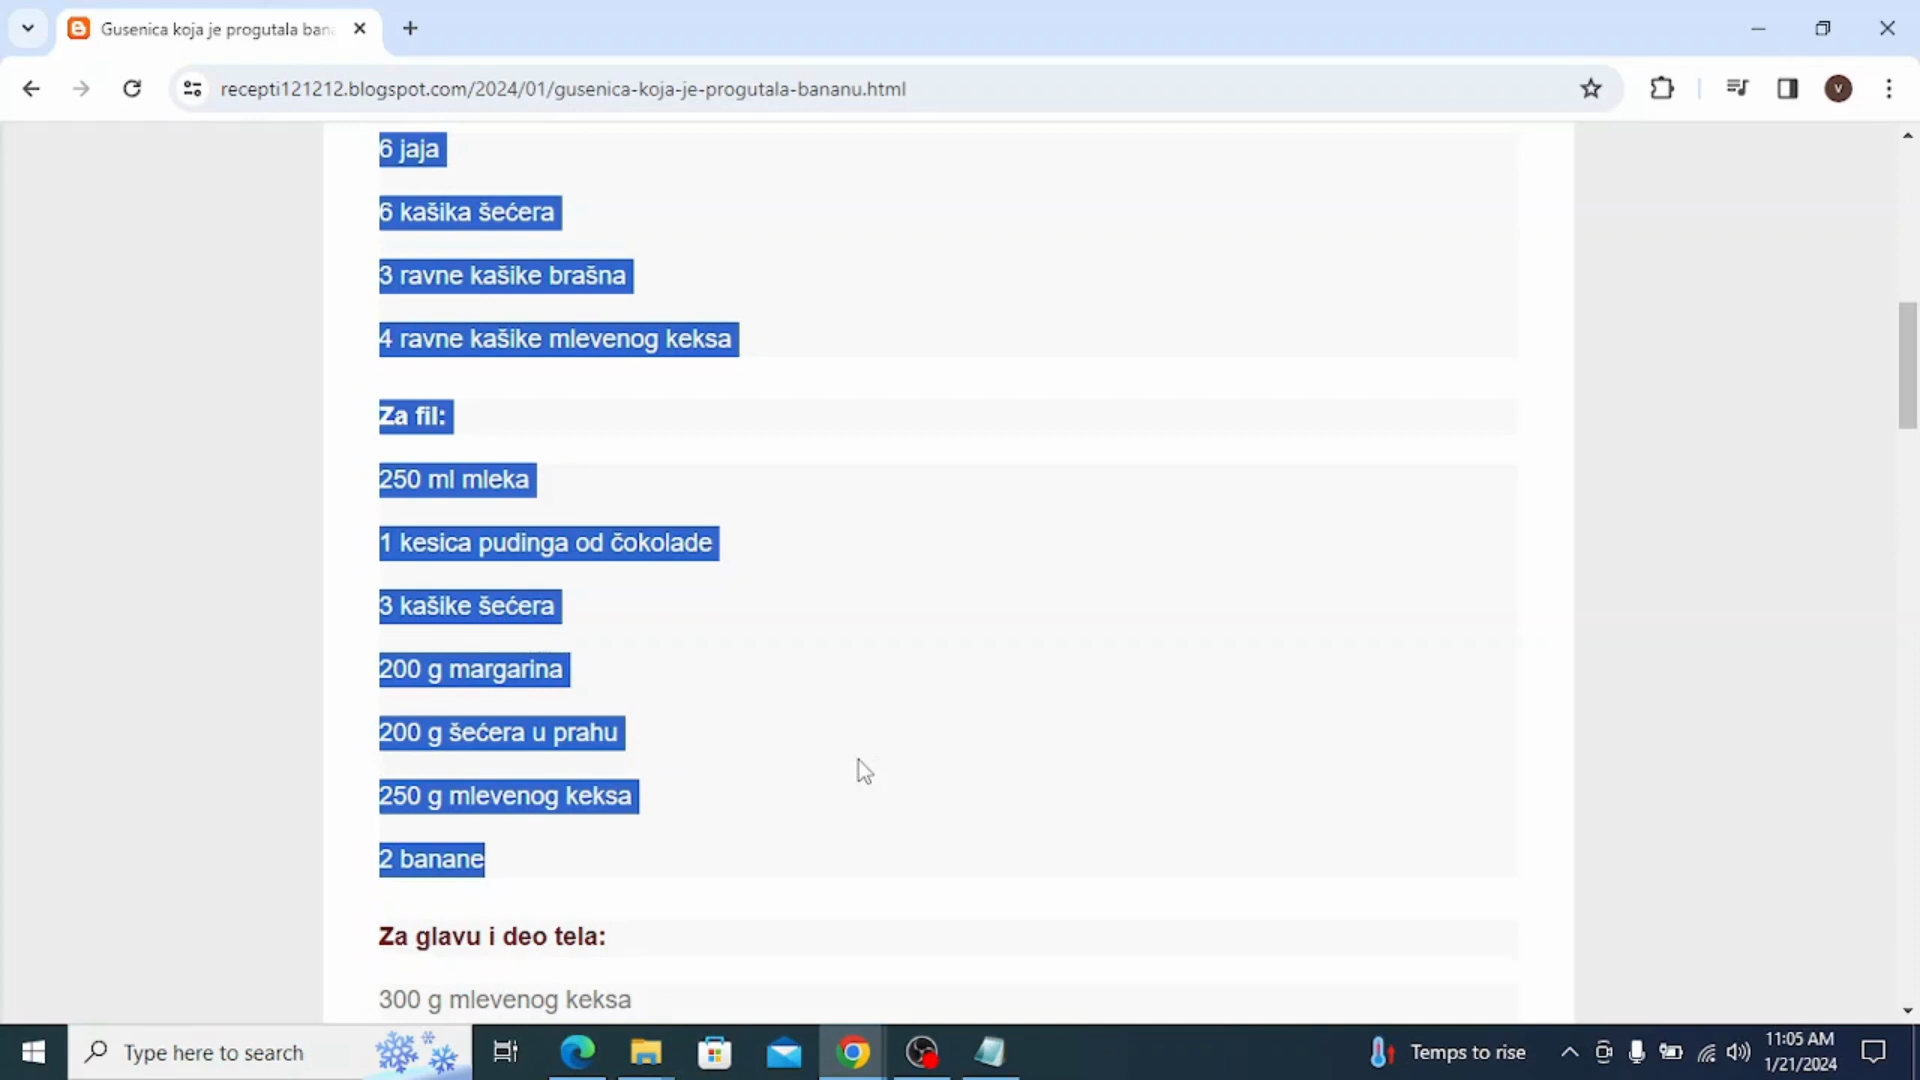 Gusenica koja je progutala bana
recepti121212.blogspot.com/2024/01/gusenica-koja-je-progutala-bananu.html
V
6 jaja
6 kašika šećera
3 ravne kašike brašna
4 ravne kašike mlevenog keksa
Za fil:
250 ml mleka
1 kesica pudinga od čokolade
3 kašike šećera
200 g margarina
200 g šećera u prahu
250 g mlevenog keksa
2 banane
Za glavu i deo tela:
300 g mlevenog keksa
Type here to search
Temps to rise
11:05 AM
1/21/2024